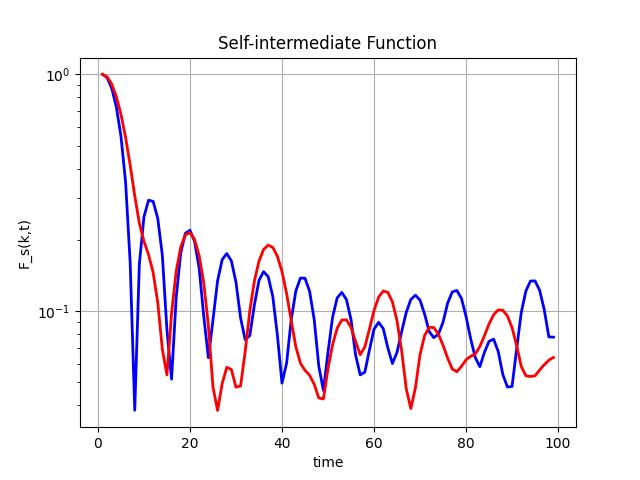 Self-intermediate Function
F_s(k,t)
10⁰
10⁻¹
0 20 40 60 80 100
time